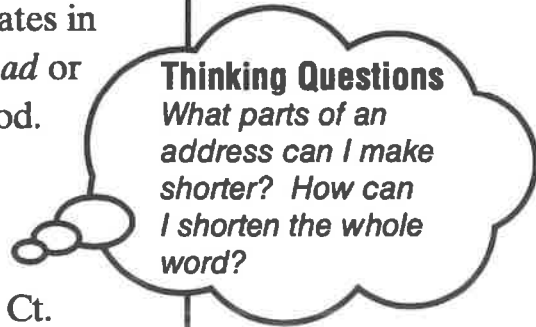 ates in
ad or
od.
Thinking Questions
What parts of an
address can I make
shorter? How can
I shorten the whole
word?
Ct.